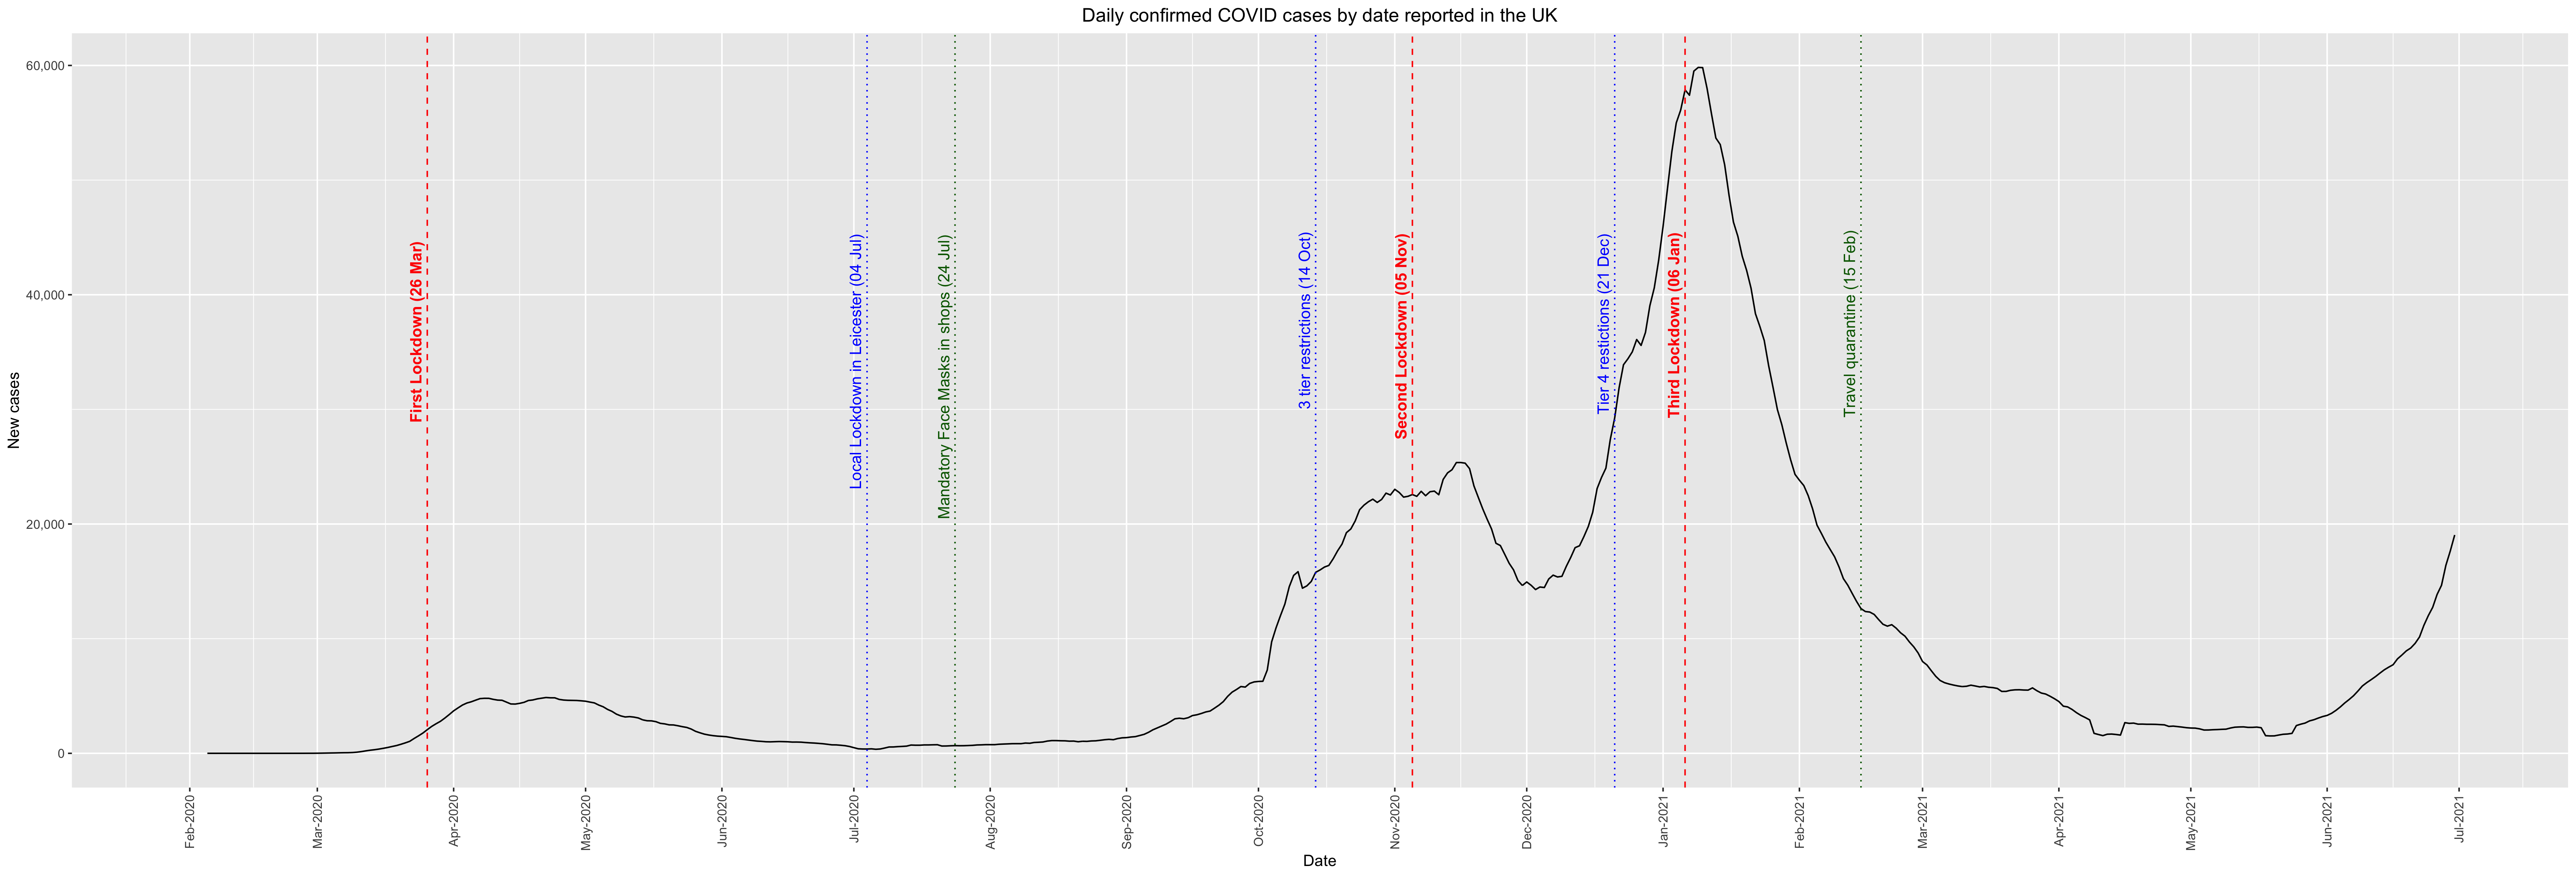 Daily confirmed COVID cases by date reported in the UK
New cases
60,000
40,000
20,000
0
First Lockdown (26 Mar)
Local Lockdown in Leicester (04 Jul)
Mandatory Face Masks in shops (24 Jul)
3 tier restrictions (14 Oct)
Second Lockdown (05 Nov)
Tier 4 restictions (21 Dec)
Third Lockdown (06 Jan)
Travel quarantine (15 Feb)
Feb-2020
Mar-2020
Apr-2020
May-2020
Jun-2020
Jul-2020
Aug-2020
Sep-2020
Oct-2020
Nov-2020
Dec-2020
Jan-2021
Feb-2021
Mar-2021
Apr-2021
May-2021
Jun-2021
Jul-2021
Date